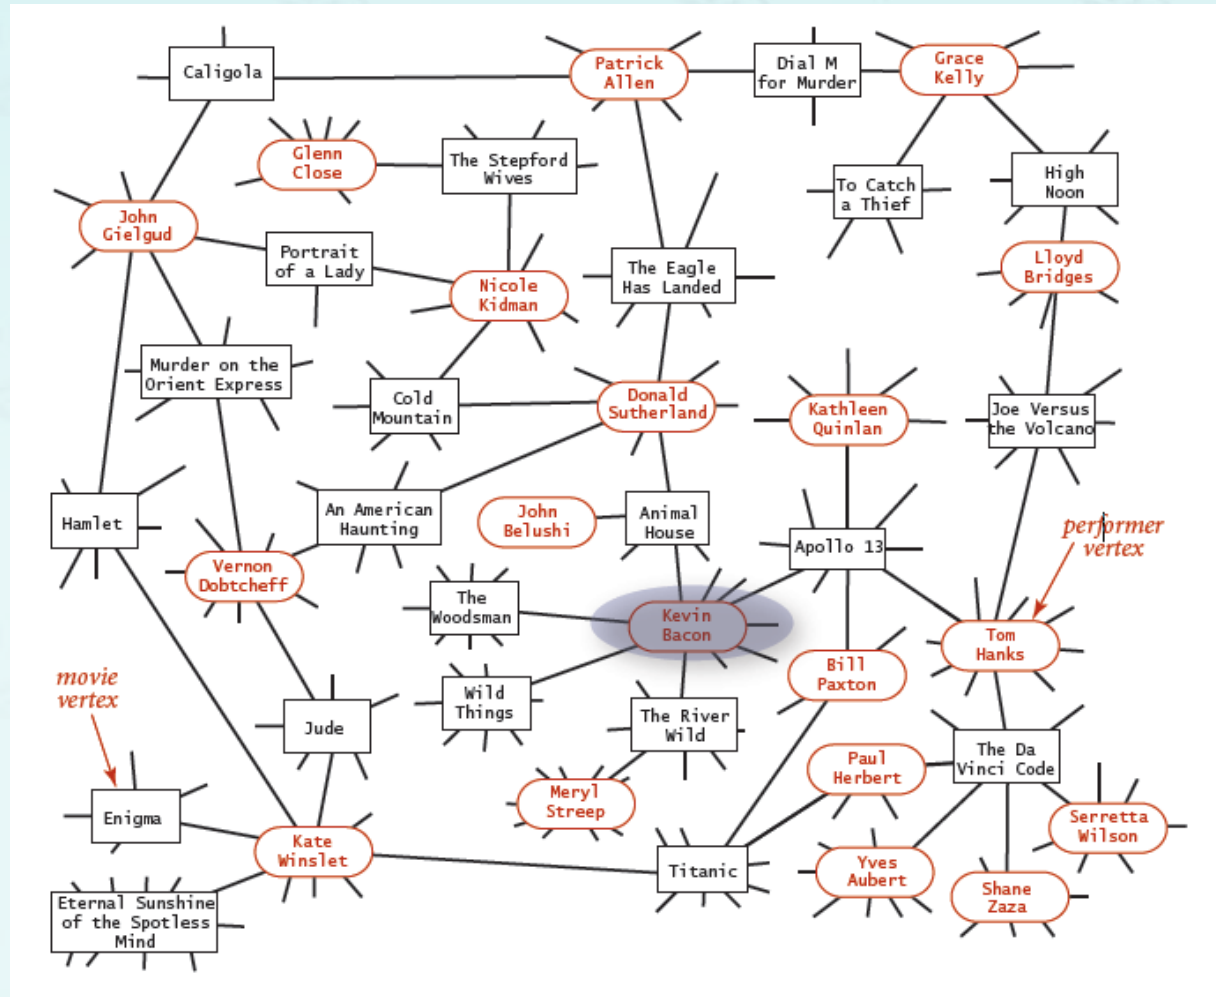 Caligola
Patrick
Allen
Dial M
for Murder
Grace
Kelly
Glenn
Close
The Stepford
Wives
To Catch
a Thief
High
Noon
John
Gielgud
Portrait
of a Lady
Nicole
Kidman
The Eagle
Has Landed
Lloyd
Bridges
Murder on the
Orient Express
Cold
Mountain
Donald
Sutherland
Kathleen
Quinlan
Joe Versus
the Volcano
Hamlet
An American
Haunting
John
Belushi
Animal
House
Apollo 13
performer
vertex
Vernon
Dobtcheff
The
Woodsman
Kevin
Bacon
Tom
Hanks
movie
vertex
Jude
Wild
Things
The River
Wild
Bill
Paxton
Enigma
Meryl
Streep
Paul
Herbert
The Da
Vinci Code
Serretta
Wilson
Kate
Winslet
Titanic
Yves
Aubert
Shane
Zaza
Eternal Sunshine
of the Spotless
Mind